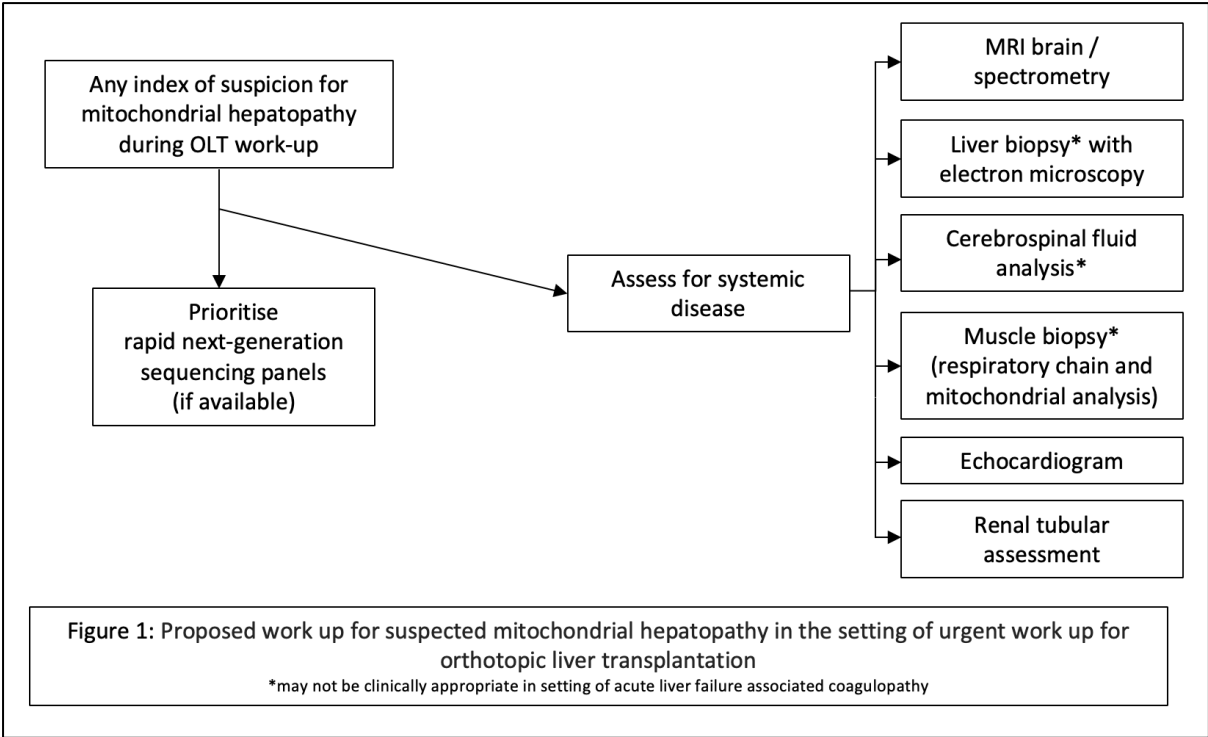 Any index of suspicion for
mitochondrial hepatopathy
during OLT work-up
Prioritise
rapid next-generation
sequencing panels
(if available)
Assess for systemic
disease
MRI brain /
spectrometry
Liver biopsy* with
electron microscopy
Cerebrospinal fluid
analysis*
Muscle biopsy*
(respiratory chain and
mitochondrial analysis)
Echocardiogram
Renal tubular
assessment
Figure 1: Proposed work up for suspected mitochondrial hepatopathy in the setting of urgent work up for
orthotopic liver transplantation
*may not be clinically appropriate in setting of acute liver failure associated coagulopathy